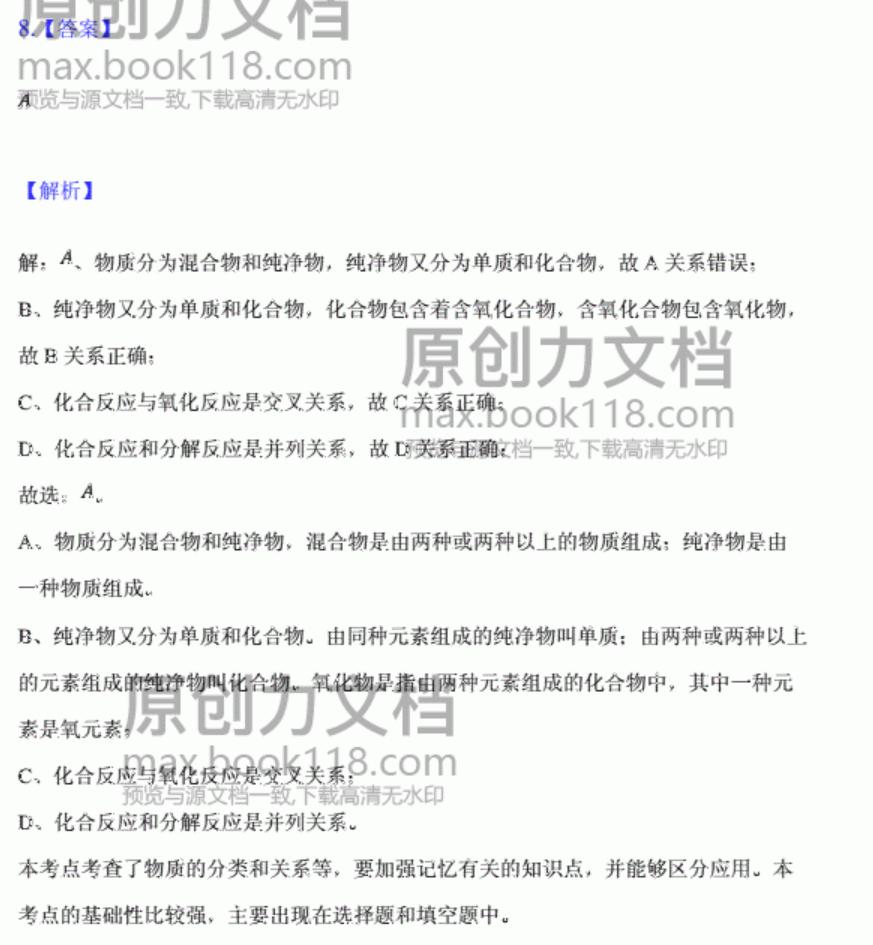 原创力文档
8.【答案】
max.book118.com
预览与源文档一致,下载高清无水印
A
【解析】
解：A、物质分为混合物和纯净物，纯净物又分为单质和化合物，故 A 关系错误；
B、纯净物又分为单质和化合物，化合物包含着含氧化合物，含氧化合物包含氧化物，
故 B 关系正确；
原创力文档
C、化合反应与氧化反应是交叉关系，故 C 关系正确；
max.book118.com
D、化合反应和分解反应是并列关系，故 D 关系正确；
预览与源文档一致,下载高清无水印
故选：A。
A、物质分为混合物和纯净物，混合物是由两种或两种以上的物质组成；纯净物是由
一种物质组成。
B、纯净物又分为单质和化合物。由同种元素组成的纯净物叫单质；由两种或两种以上
的元素组成的纯净物叫化合物。氧化物是指由两种元素组成的化合物中，其中一种元
原创力文档
素是氧元素；
max.book118.com
C、化合反应与氧化反应是交叉关系；
预览与源文档一致,下载高清无水印
D、化合反应和分解反应是并列关系。
本考点考查了物质的分类和关系等，要加强记忆有关的知识点，并能够区分应用。本
考点的基础性比较强，主要出现在选择题和填空题中。